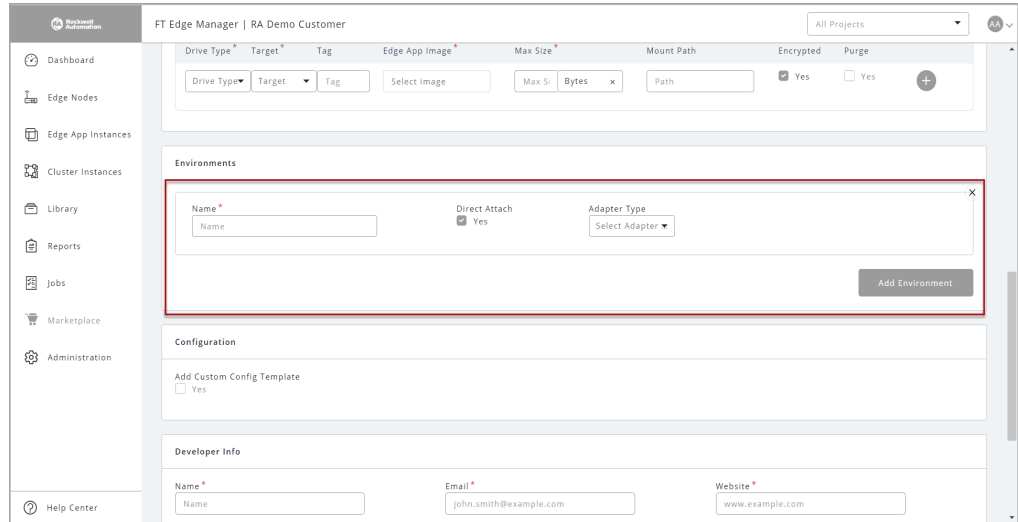 Rockwell
Automation
FT Edge Manager | RA Demo Customer
All Projects
AA
Dashboard
Edge Nodes
Edge App Instances
Cluster Instances
Library
Reports
Jobs
Marketplace
Administration
Help Center
Drive Type* Target* Tag Edge App Image* Max Size* Mount Path Encrypted Purge
Drive Type Target Tag Select Image Max Si Bytes × Path Yes Yes
Environments
Name* Direct Attach Adapter Type
Name Yes Select Adapter
Add Environment
Configuration
Add Custom Config Template
Yes
Developer Info
Name* Email* Website*
Name john.smith@example.com www.example.com